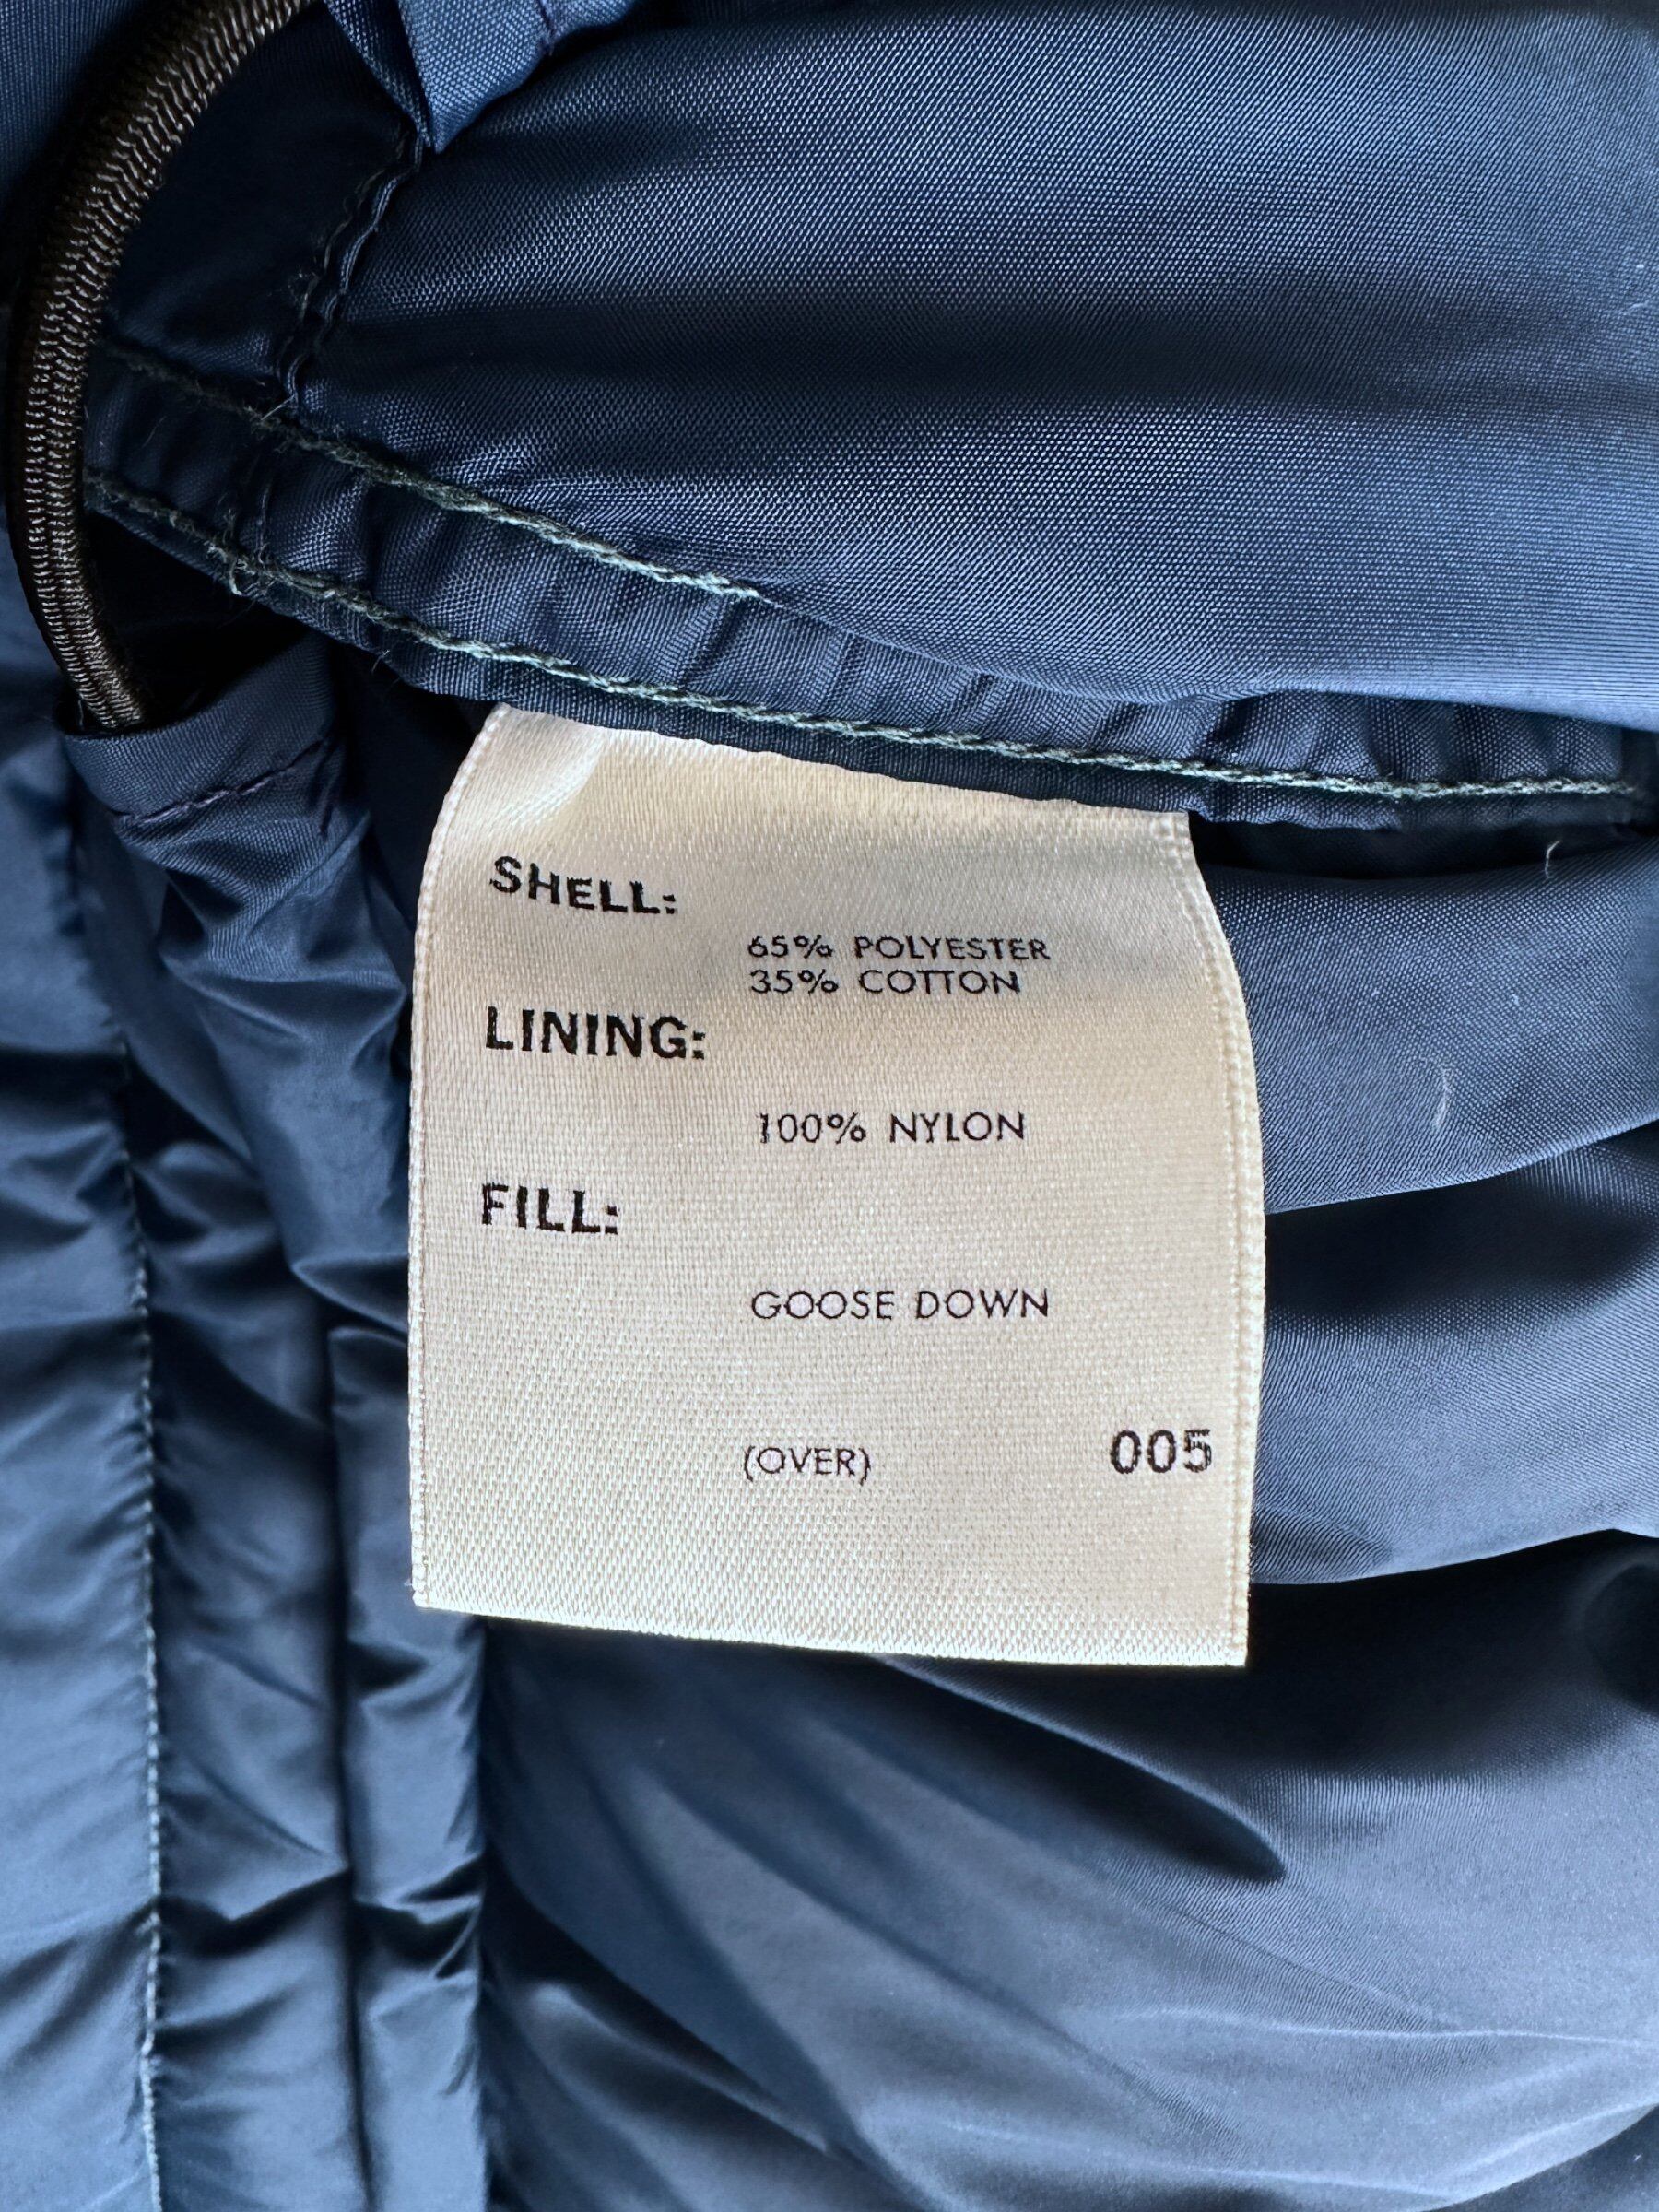 SHELL:
65% POLYESTER
35% COTTON
LINING:
100% NYLON
FILL:
GOOSE DOWN
(OVER) 005